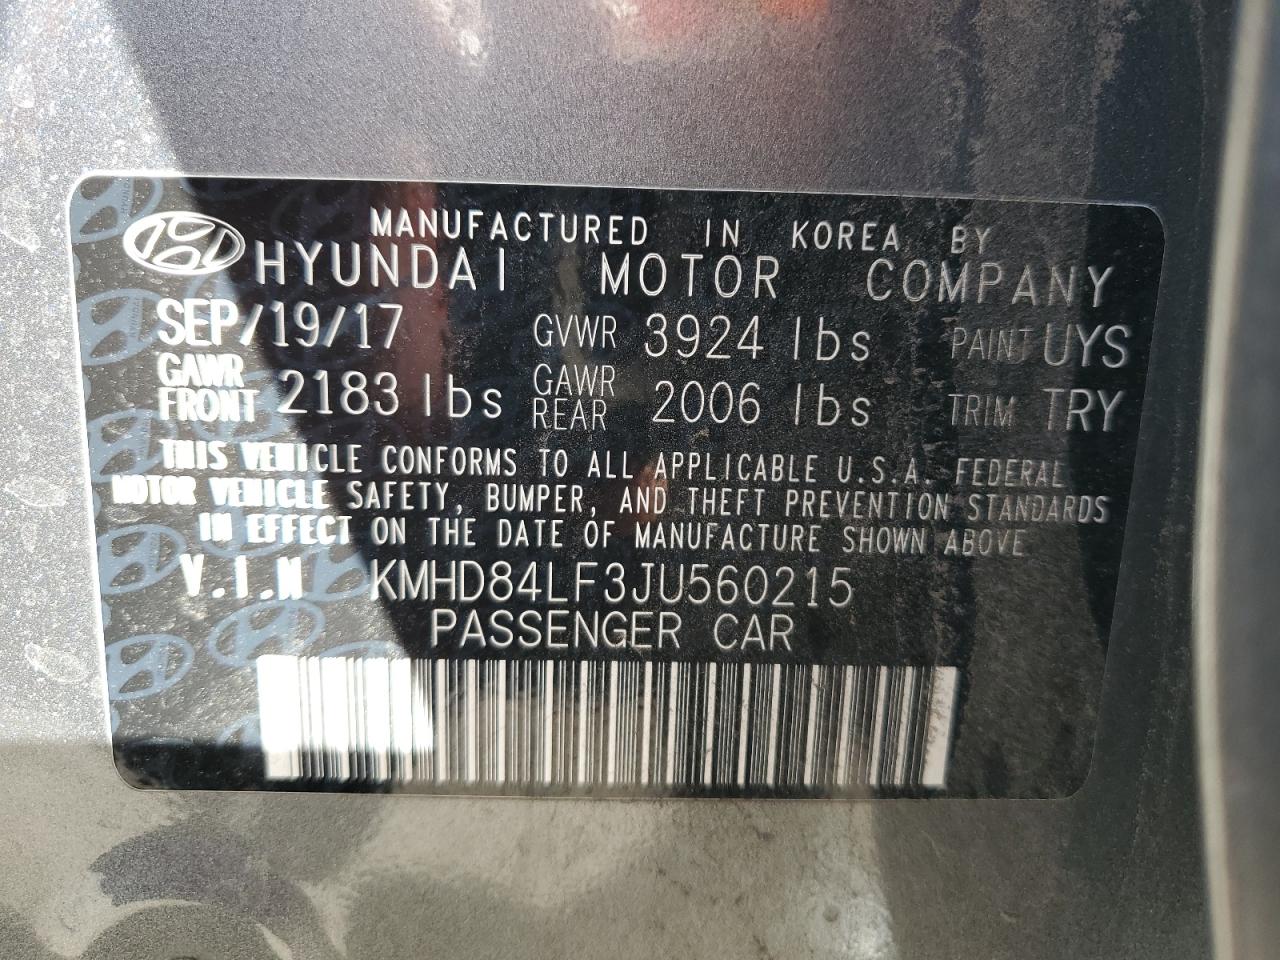 MANUFACTURED IN KOREA BY
HYUNDAI MOTOR COMPANY
SEP/19/17 GVWR 3924 lbs PAINT UYS
GAWR FRONT 2183 lbs GAWR REAR 2006 lbs TRIM TRY
THIS VEHICLE CONFORMS TO ALL APPLICABLE U.S.A. FEDERAL
MOTOR VEHICLE SAFETY, BUMPER, AND THEFT PREVENTION STANDARDS
IN EFFECT ON THE DATE OF MANUFACTURE SHOWN ABOVE
V.I.N KMHD84LF3JU560215
PASSENGER CAR